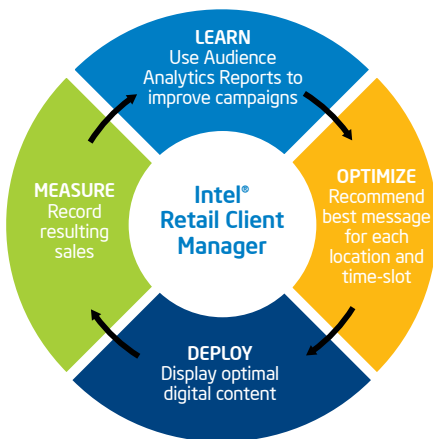 LEARN
Use Audience
Analytics Reports to
improve campaigns
OPTIMIZE
Recommend
best message
for each
location and
time-slot
DEPLOY
Display optimal
digital content
MEASURE
Record
resulting
sales
Intel®
Retail Client
Manager